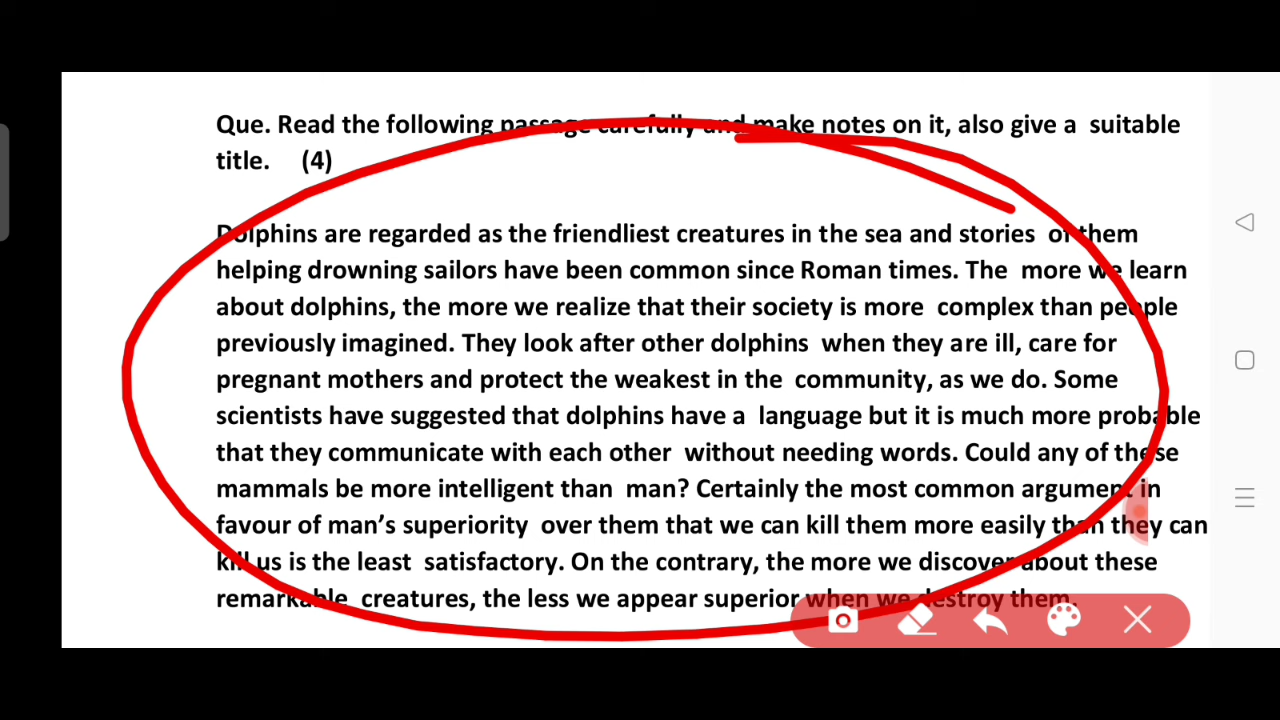 Que. Read the following passage carefully and make notes on it, also give a suitable
title. (4)
Dolphins are regarded as the friendliest creatures in the sea and stories of them
helping drowning sailors have been common since Roman times. The more we learn
about dolphins, the more we realize that their society is more complex than people
previously imagined. They look after other dolphins when they are ill, care for
pregnant mothers and protect the weakest in the community, as we do. Some
scientists have suggested that dolphins have a language but it is much more probable
that they communicate with each other without needing words. Could any of these
mammals be more intelligent than man? Certainly the most common argument in
favour of man’s superiority over them that we can kill them more easily than they can
kill us is the least satisfactory. On the contrary, the more we discover about these
remarkable creatures, the less we appear superior when we destroy them.